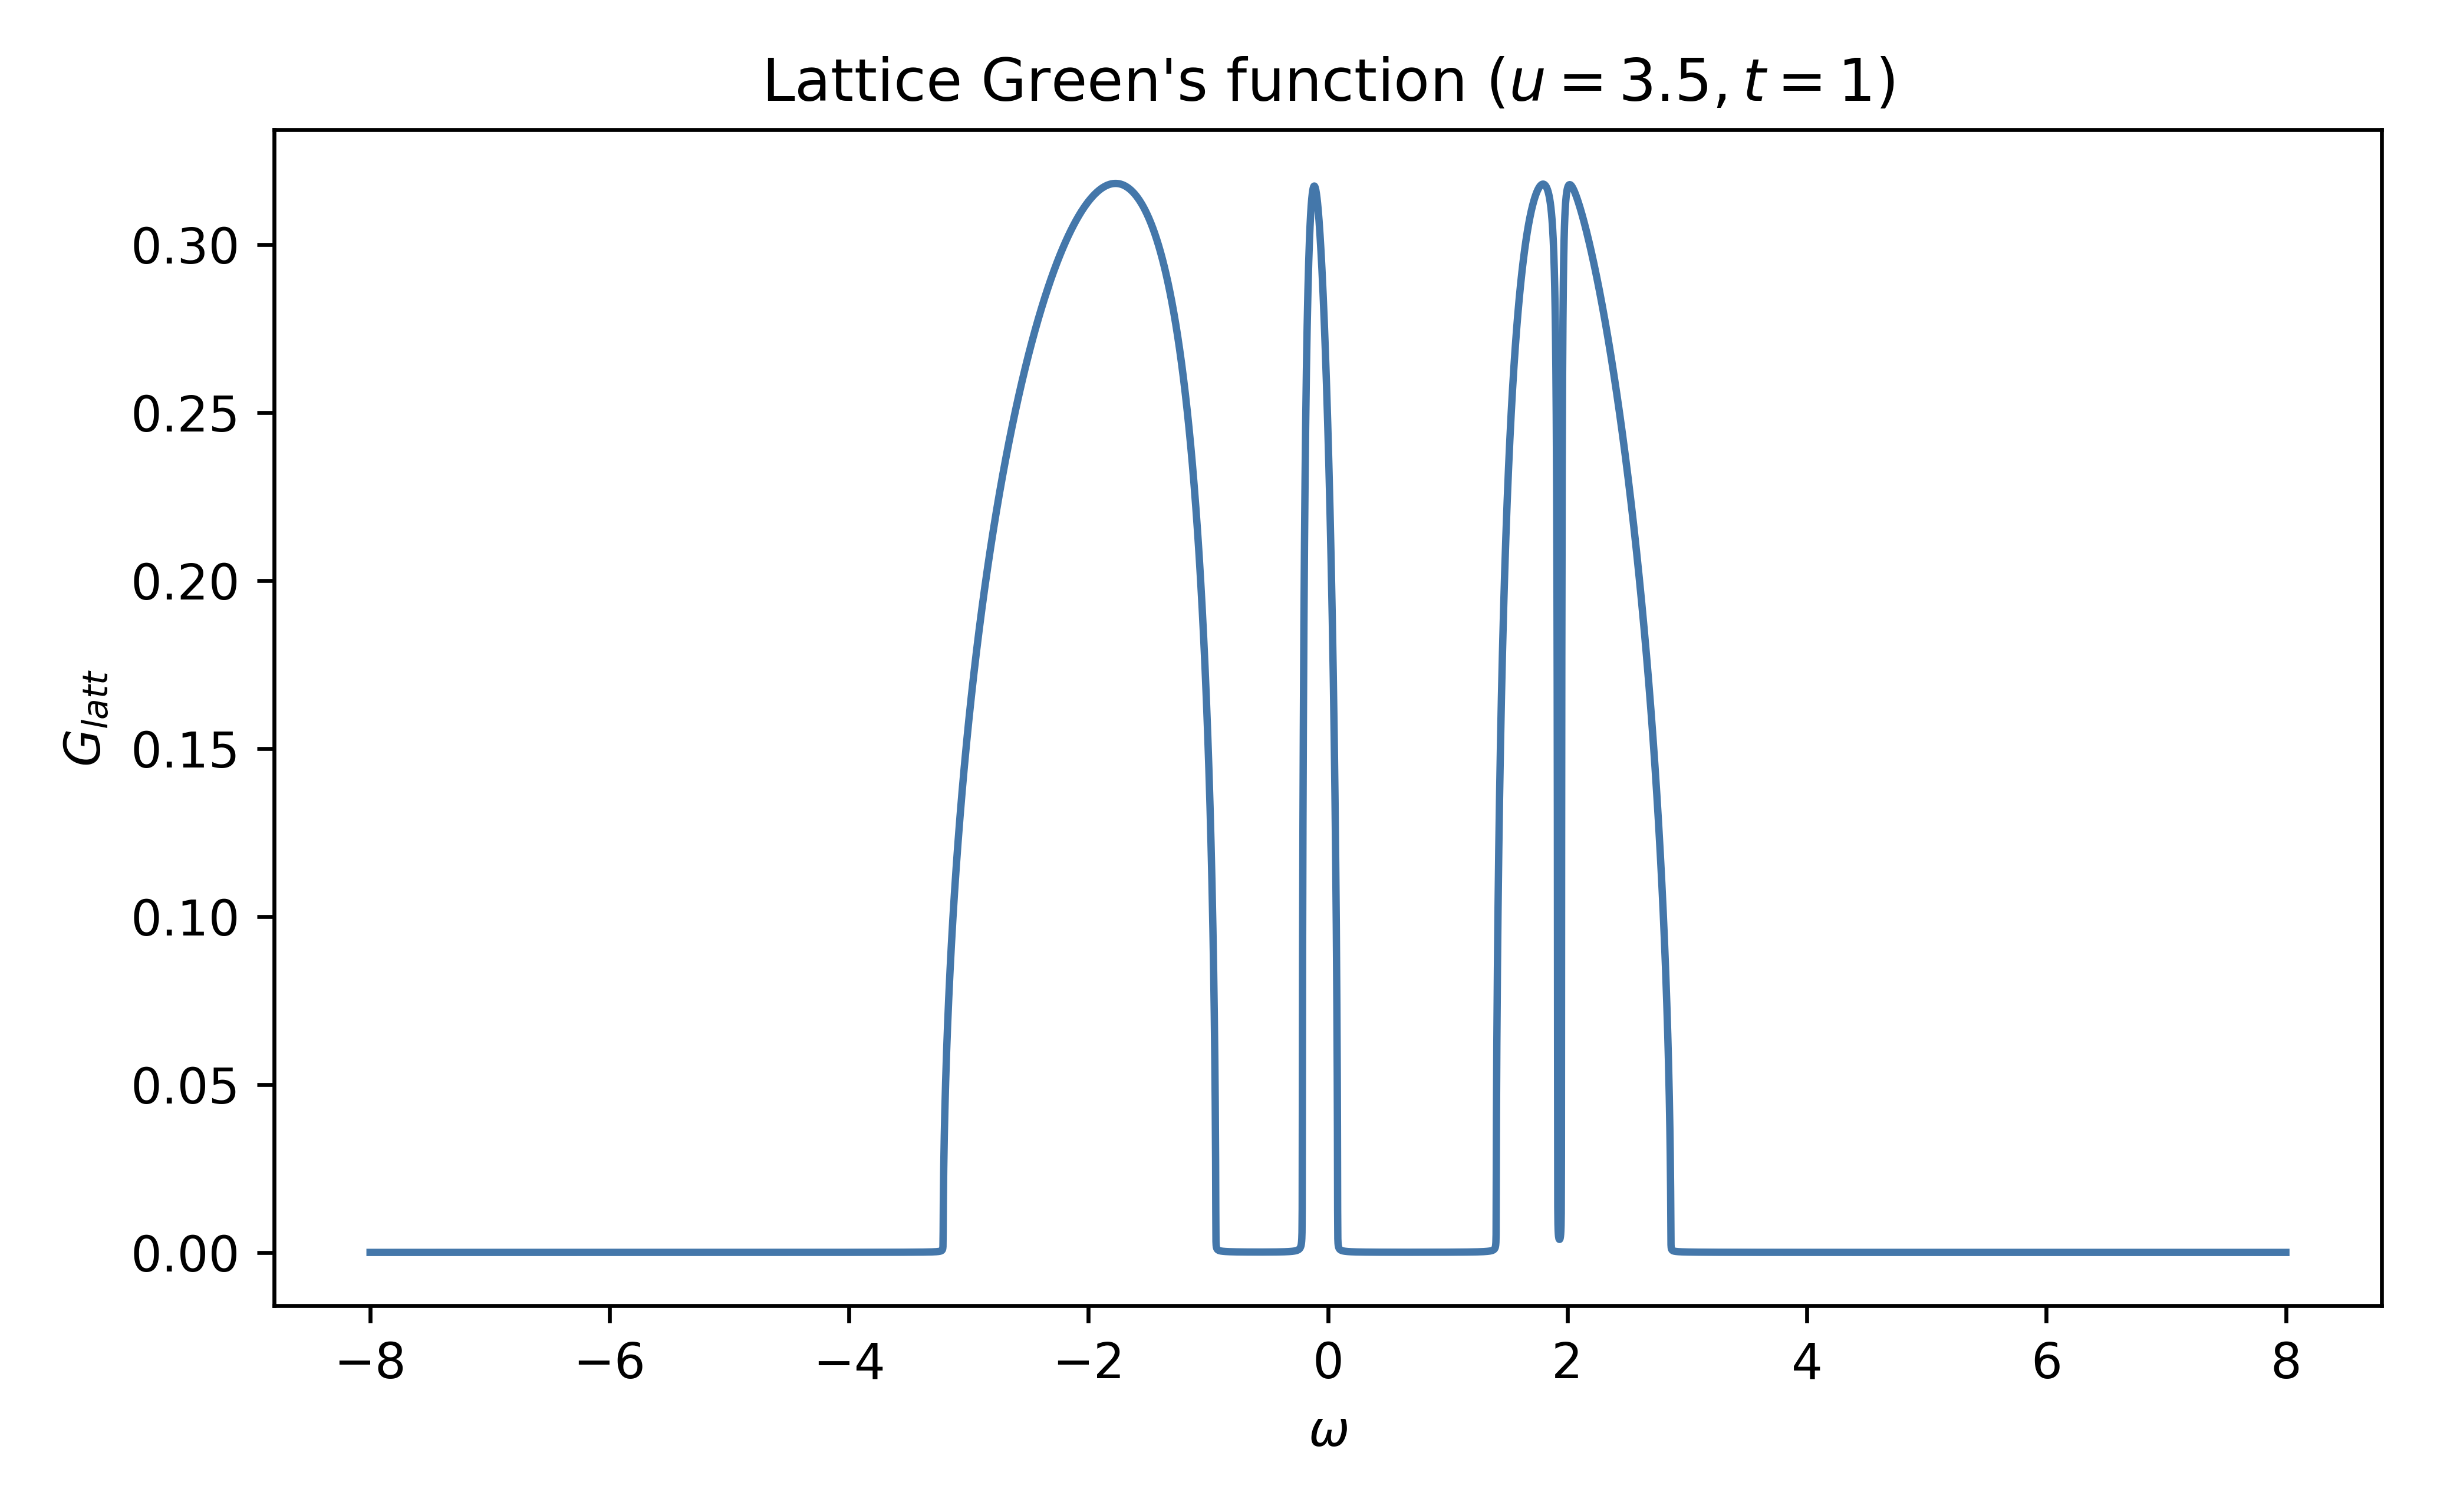 Lattice Green's function (u = 3.5, t = 1)
G_latt
0.30
0.25
0.20
0.15
0.10
0.05
0.00
−8 −6 −4 −2 0 2 4 6 8
ω